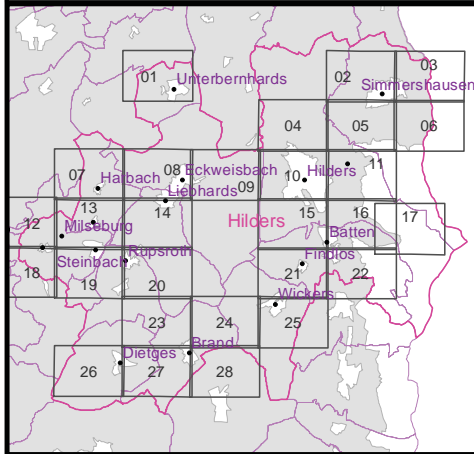 01
Unterbernhards
02
03
Simmershausen
04
05
06
07
Harbach
08
Eckweisbach
Liebhards
09
10
Hilders
11
12
13
Milseburg
14
Hilders
15
16
17
Batten
18
Steinbach
19
Rupsroth
20
21
Findlos
22
23
24
Wickers
25
26
Dietges
27
Brand
28